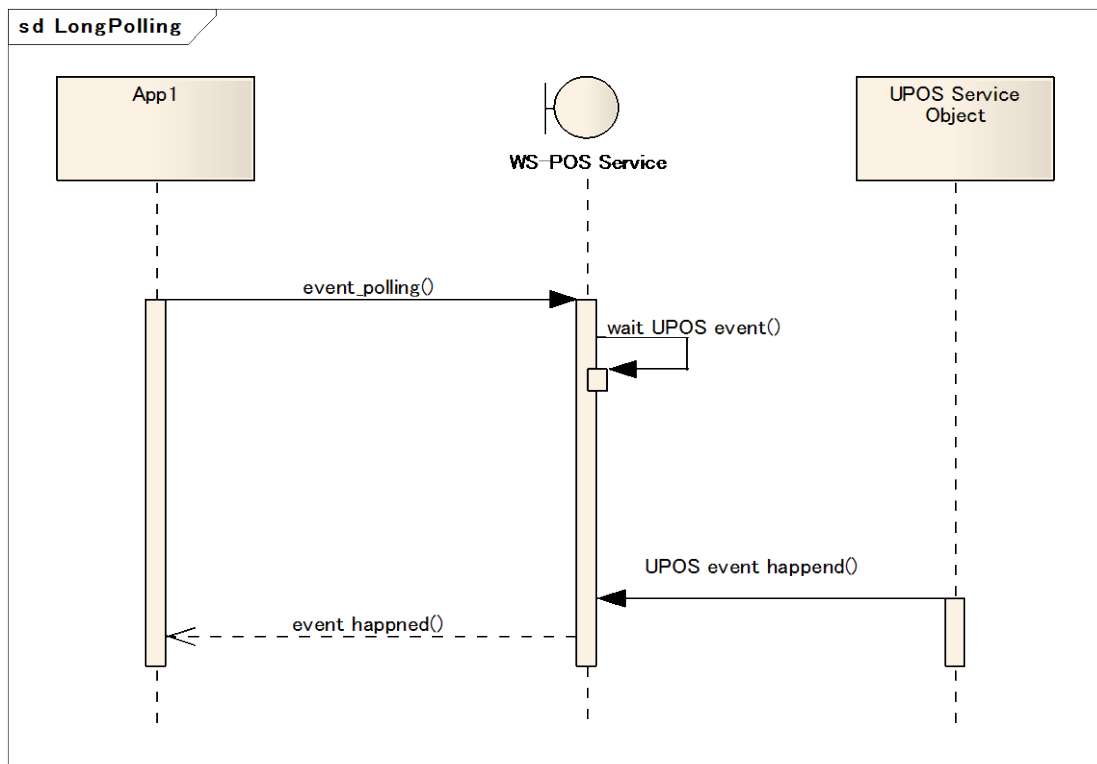 sd LongPolling
App1
WS-POS Service
UPOS Service
Object
event_polling()
wait UPOS event()
UPOS event happend()
event happned()